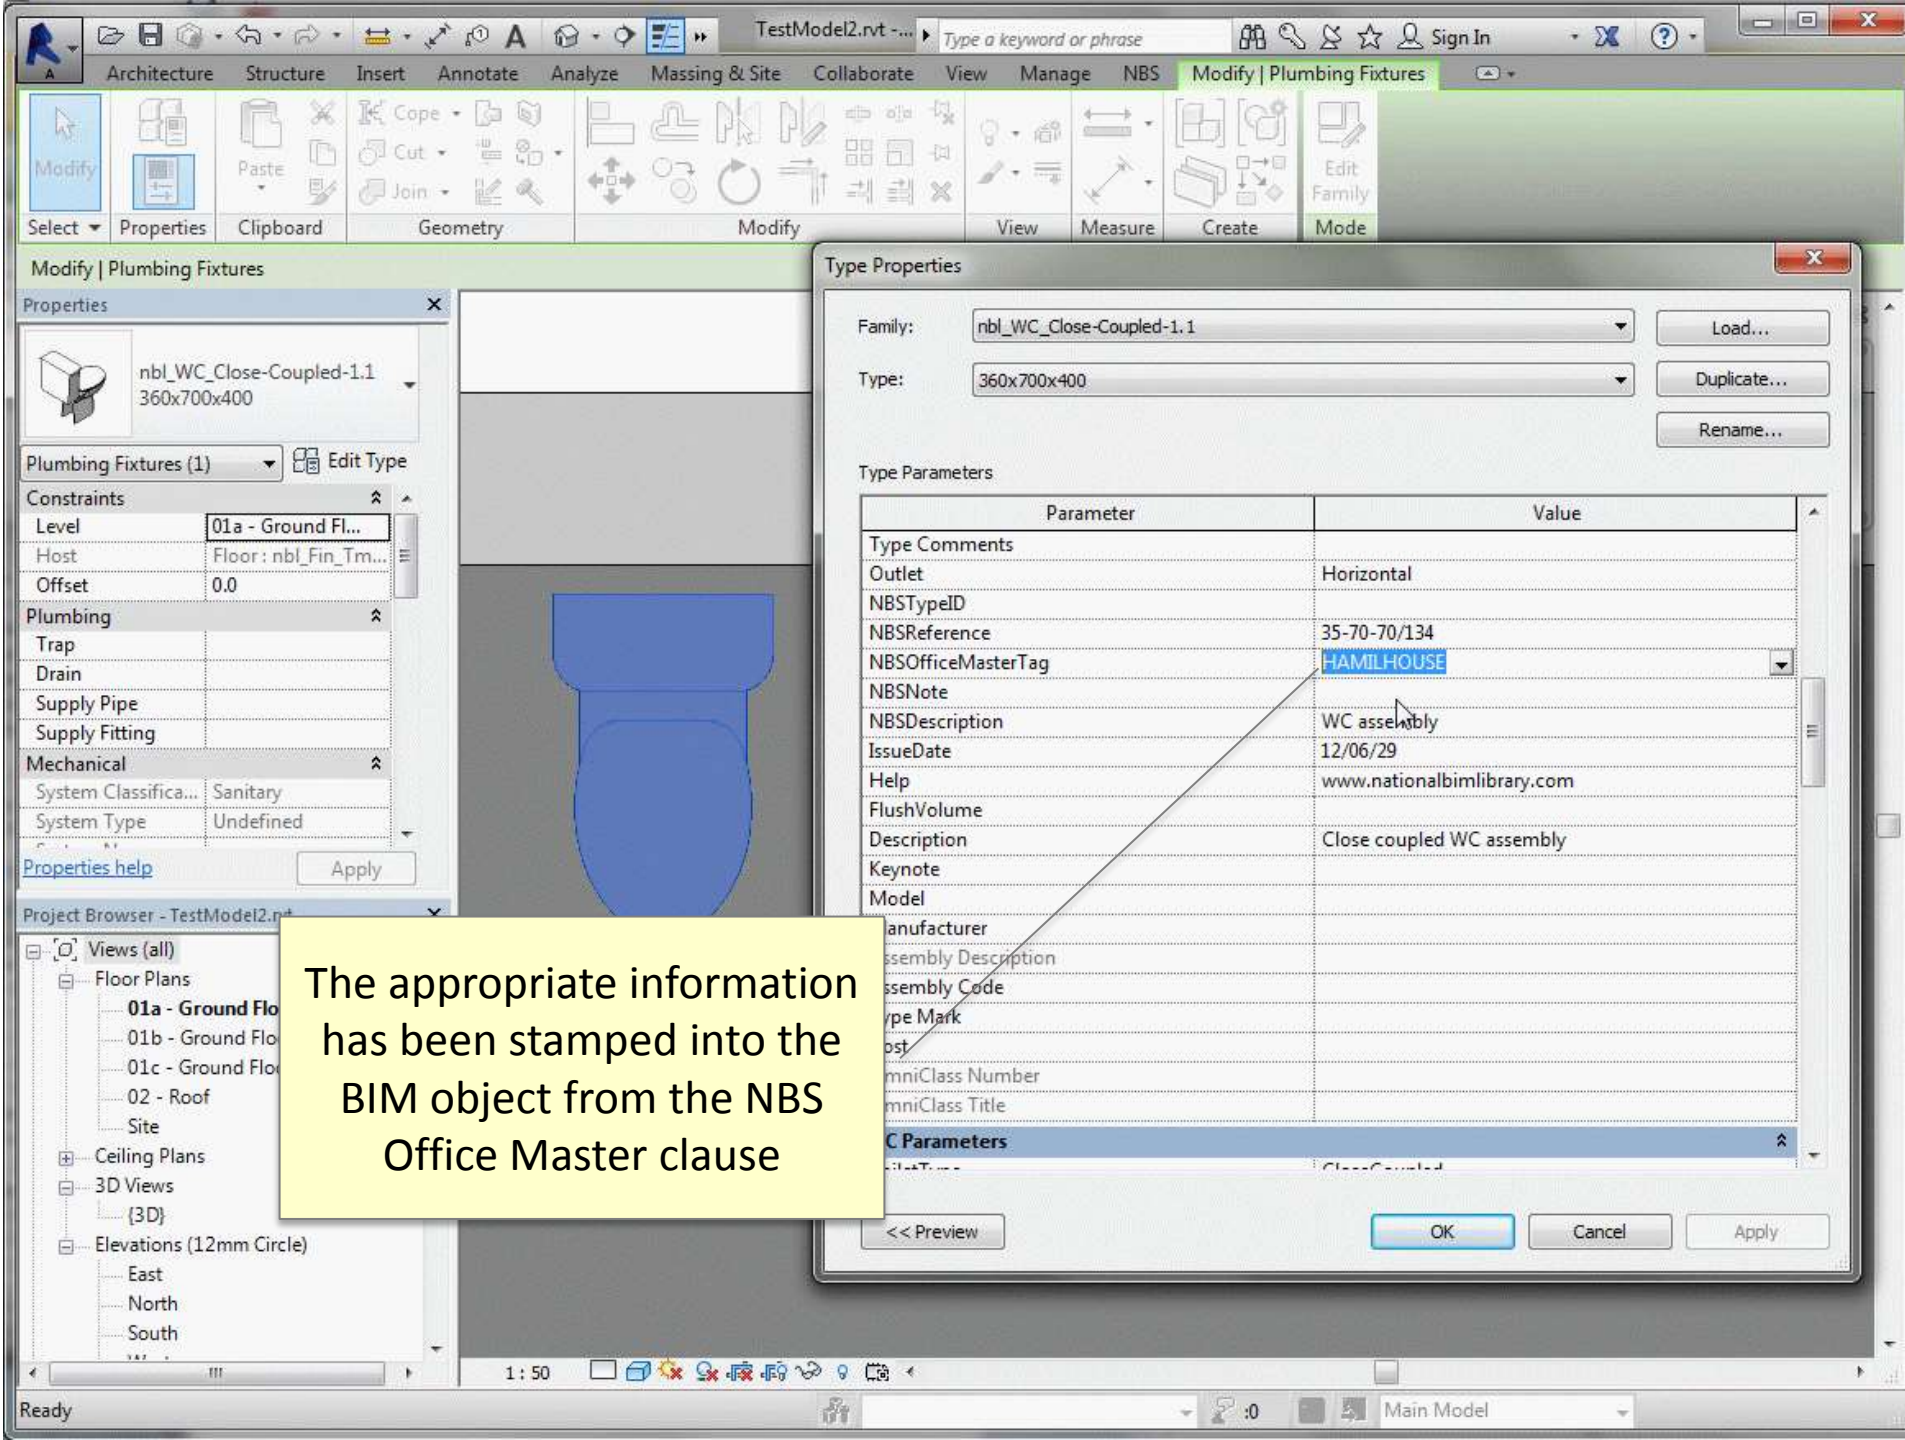 TestModel2.rvt -...
Type a keyword or phrase
Sign In
Architecture Structure Insert Annotate Analyze Massing & Site Collaborate View Manage NBS Modify | Plumbing Fixtures
Modify
Paste
Cope
Cut
Join
Edit
Family
Select Properties Clipboard Geometry Modify View Measure Create Mode
Modify | Plumbing Fixtures
Properties
nbl_WC_Close-Coupled-1.1
360x700x400
Plumbing Fixtures (1) Edit Type
Constraints
Level 01a - Ground Fl...
Host Floor : nbl_Fin_Tm...
Offset 0.0
Plumbing
Trap
Drain
Supply Pipe
Supply Fitting
Mechanical
System Classifica... Sanitary
System Type Undefined
Properties help Apply
Project Browser - TestModel2.rvt
Views (all)
Floor Plans
01a - Ground Flo
01b - Ground Flo
01c - Ground Floo
02 - Roof
Site
Ceiling Plans
3D Views
{3D}
Elevations (12mm Circle)
East
North
South
The appropriate information
has been stamped into the
BIM object from the NBS
Office Master clause
Type Properties
Family: nbl_WC_Close-Coupled-1.1 Load...
Type: 360x700x400 Duplicate...
Rename...
Type Parameters
Parameter Value
Type Comments
Outlet Horizontal
NBSTypeID
NBSReference 35-70-70/134
NBSOfficeMasterTag HAMILHOUSE
NBSNote
NBSDescription WC assembly
IssueDate 12/06/29
Help www.nationalbimlibrary.com
FlushVolume
Description Close coupled WC assembly
Keynote
Model
anufacturer
ssembly Description
ssembly Code
ype Mark
ost
mniClass Number
mniClass Title
C Parameters
<< Preview OK Cancel Apply
1 : 50
Ready :0 Main Model